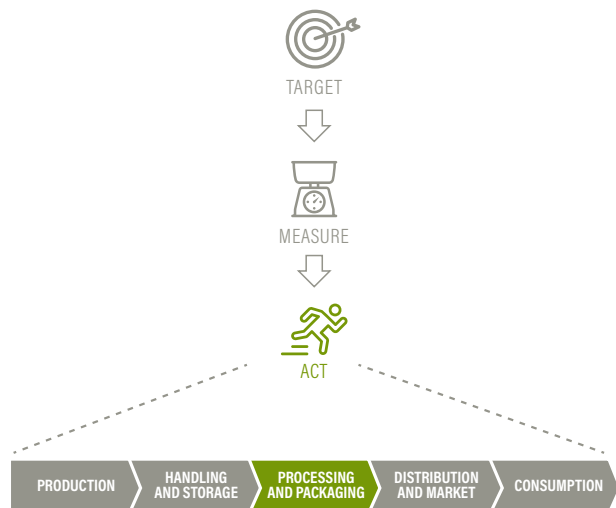 TARGET
MEASURE
ACT
PRODUCTION
HANDLING
AND STORAGE
PROCESSING
AND PACKAGING
DISTRIBUTION
AND MARKET
CONSUMPTION